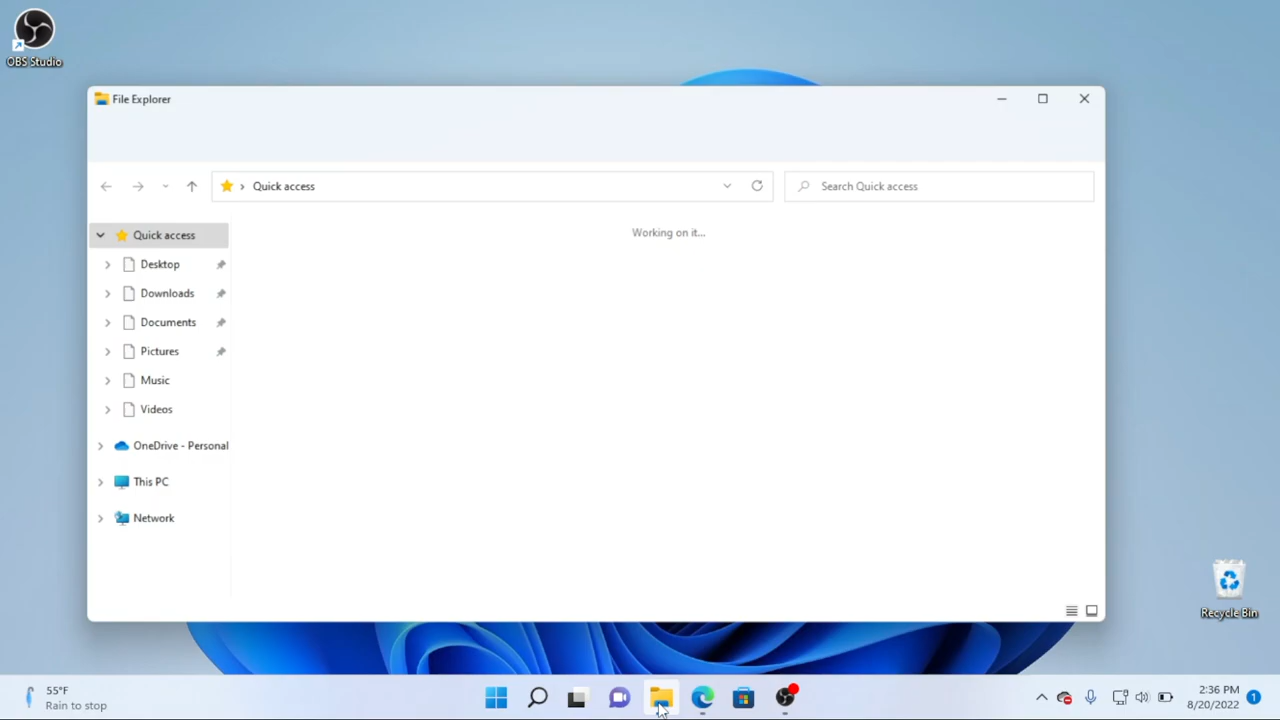 OBS Studio
File Explorer
Quick access
Search Quick access
Working on it...
Quick access
Desktop
Downloads
Documents
Pictures
Music
Videos
OneDrive - Personal
This PC
Network
Recycle Bin
55°F
Rain to stop
2:36 PM
8/20/2022
1